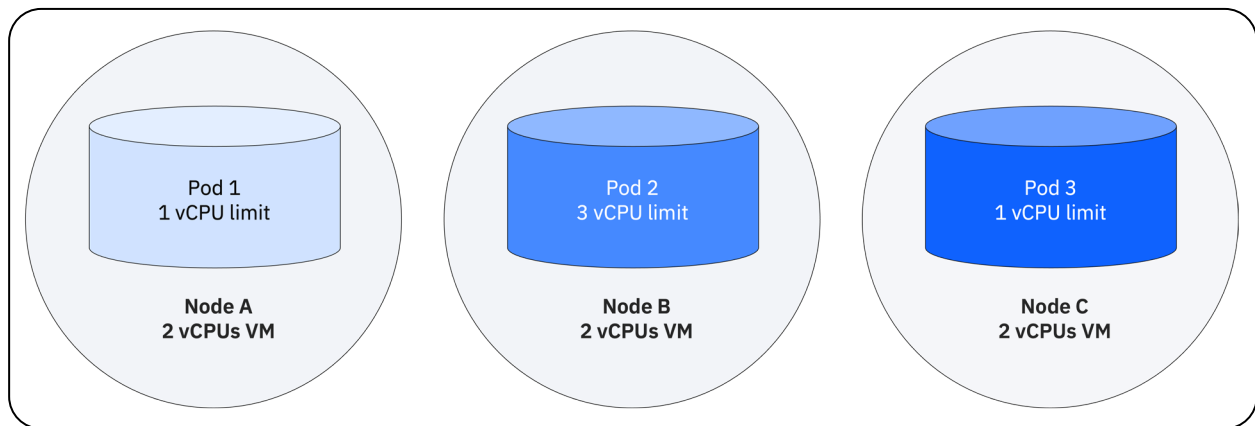 Pod 1
1 vCPU limit
Node A
2 vCPUs VM
Pod 2
3 vCPU limit
Node B
2 vCPUs VM
Pod 3
1 vCPU limit
Node C
2 vCPUs VM